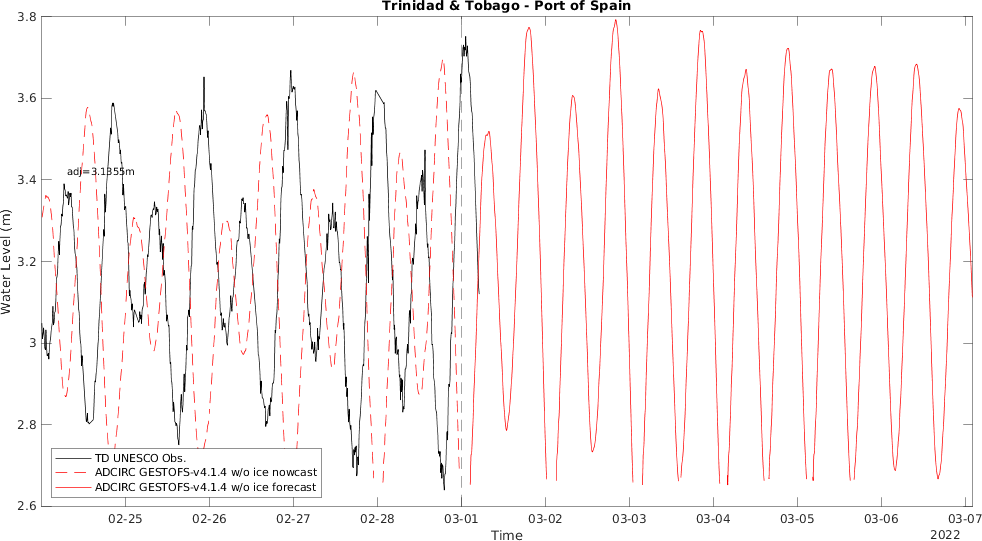 Trinidad & Tobago - Port of Spain
3.8
3.6
3.4
3.2
3
2.8
2.6
Water Level (m)
adj=3.1355m
TD UNESCO Obs.
ADCIRC GESTOFS-v4.1.4 w/o ice nowcast
ADCIRC GESTOFS-v4.1.4 w/o ice forecast
02-25 02-26 02-27 02-28 03-01 03-02 03-03 03-04 03-05 03-06 03-07
Time
2022